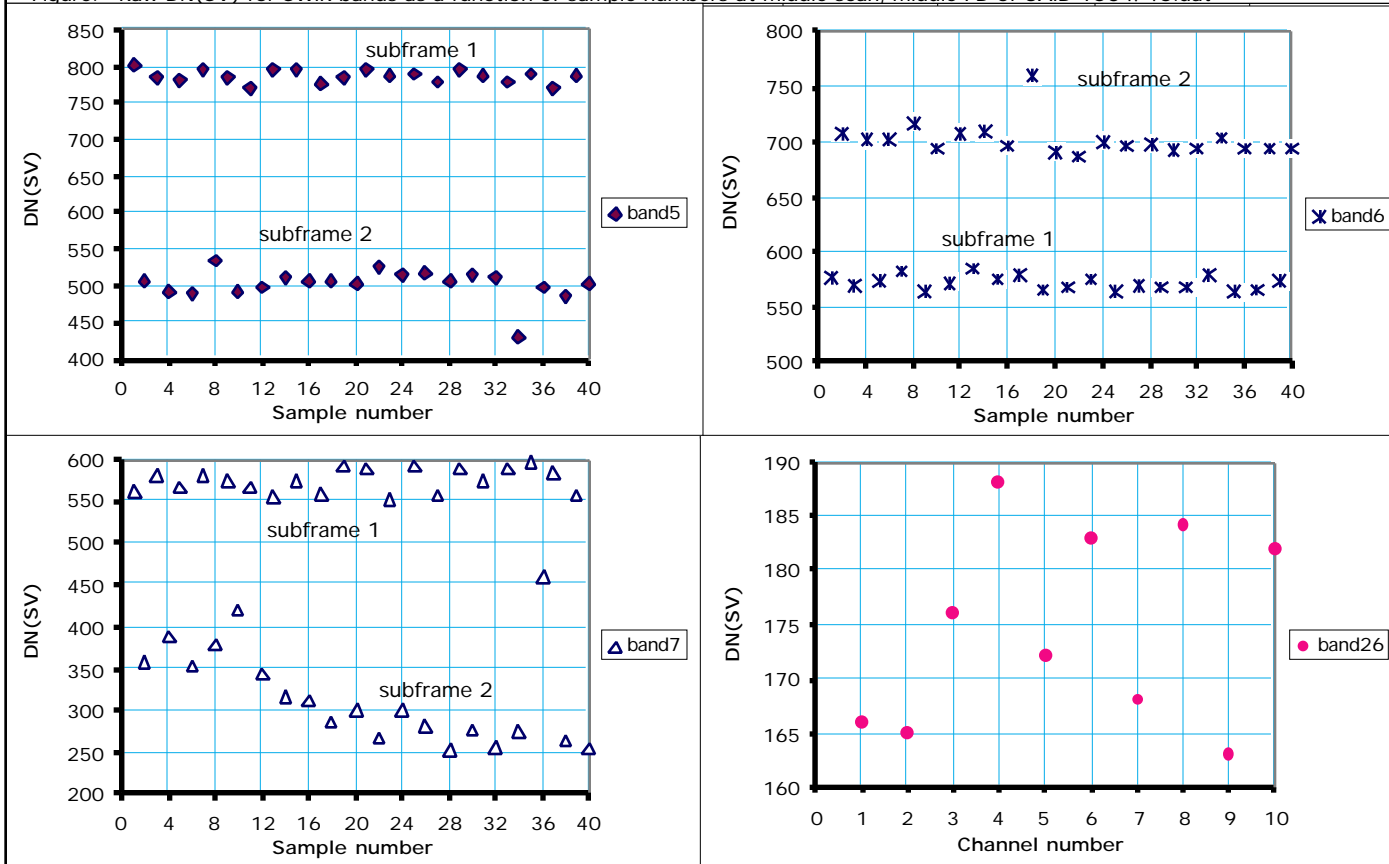 850
800
750
700
650
600
550
500
450
400
DN(SV)
subframe 1
subframe 2
0 4 8 12 16 20 24 28 32 36 40
Sample number
band5
800
750
700
650
600
550
500
DN(SV)
subframe 2
subframe 1
0 4 8 12 16 20 24 28 32 36 40
Sample number
band6
600
550
500
450
400
350
300
250
200
DN(SV)
subframe 1
subframe 2
0 4 8 12 16 20 24 28 32 36 40
Sample number
band7
190
185
180
175
170
165
160
DN(SV)
0 1 2 3 4 5 6 7 8 9 10
Channel number
band26